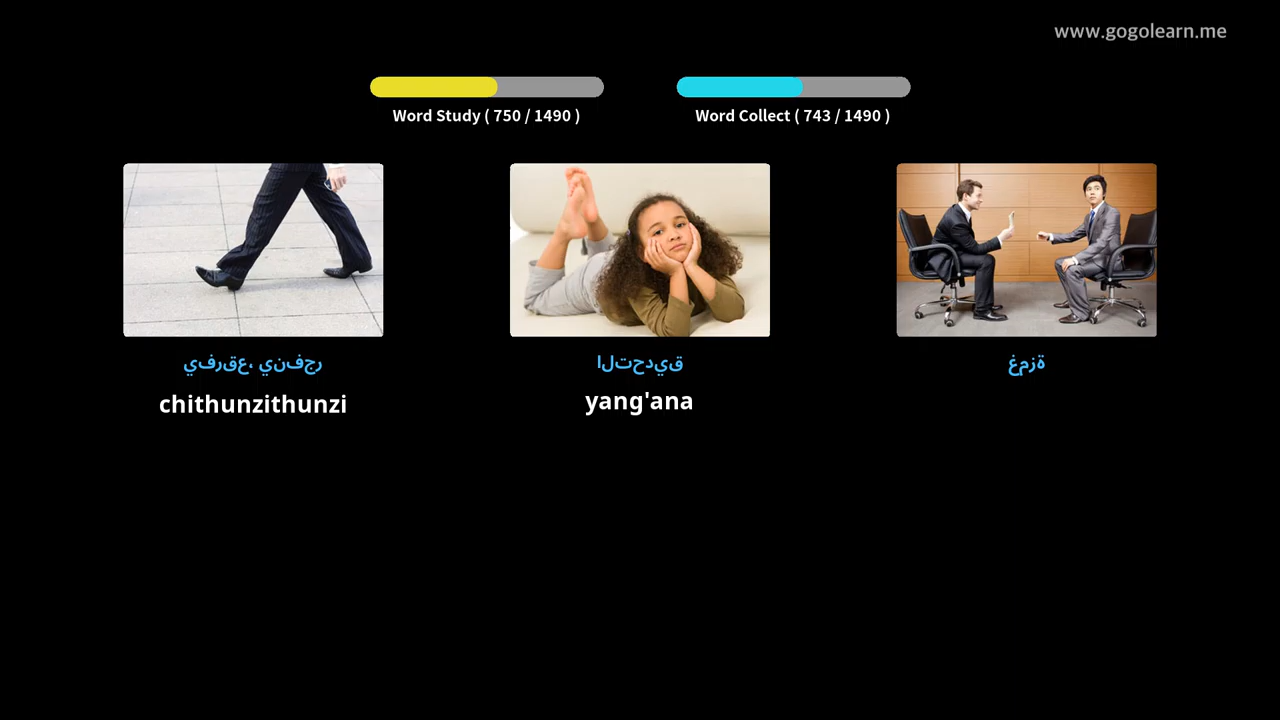 www.gogolearn.me
Word Study ( 750 / 1490 )
Word Collect ( 743 / 1490 )
يفرقع، ينفجر
التحديق
غمزة
chithunzithunzi
yang'ana